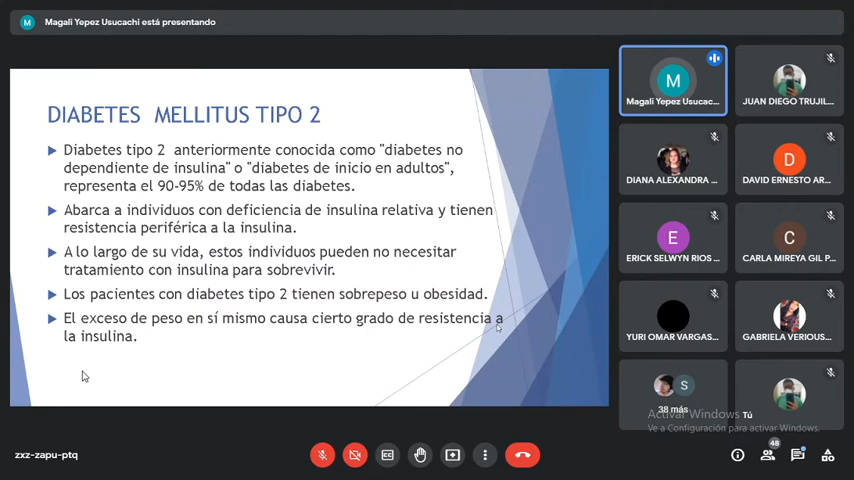 M
Magali Yepez Usucachi está presentando
DIABETES MELLITUS TIPO 2
Diabetes tipo 2 anteriormente conocida como "diabetes no
dependiente de insulina" o "diabetes de inicio en adultos",
representa el 90-95% de todas las diabetes.
Abarca a individuos con deficiencia de insulina relativa y tienen
resistencia periférica a la insulina.
A lo largo de su vida, estos individuos pueden no necesitar
tratamiento con insulina para sobrevivir.
Los pacientes con diabetes tipo 2 tienen sobrepeso u obesidad.
El exceso de peso en sí mismo causa cierto grado de resistencia a
la insulina.
M
Magali Yepez Usucac...
JUAN DIEGO TRUJIL...
DIANA ALEXANDRA ...
D
DAVID ERNESTO AR...
E
ERICK SELWYN RIOS ...
C
CARLA MIREYA GIL P...
YURI OMAR VARGAS...
GABRIELA VERIOUS...
S
38 más
Tú
Activar Windows
Ve a Configuración para activar Windows.
zxz-zapu-ptq
CC
48